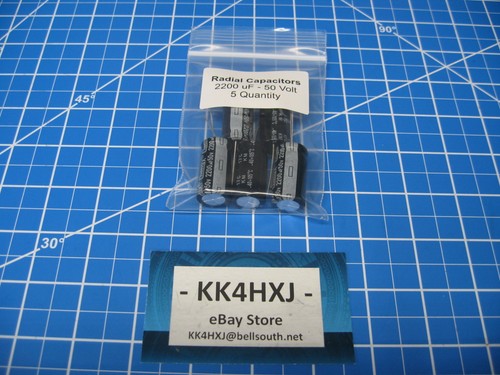 90°
45°
30°
Radial Capacitors
2200 uF - 50 Volt
5 Quantity
- KK4HXJ -
eBay Store
KK4HXJ@bellsouth.net